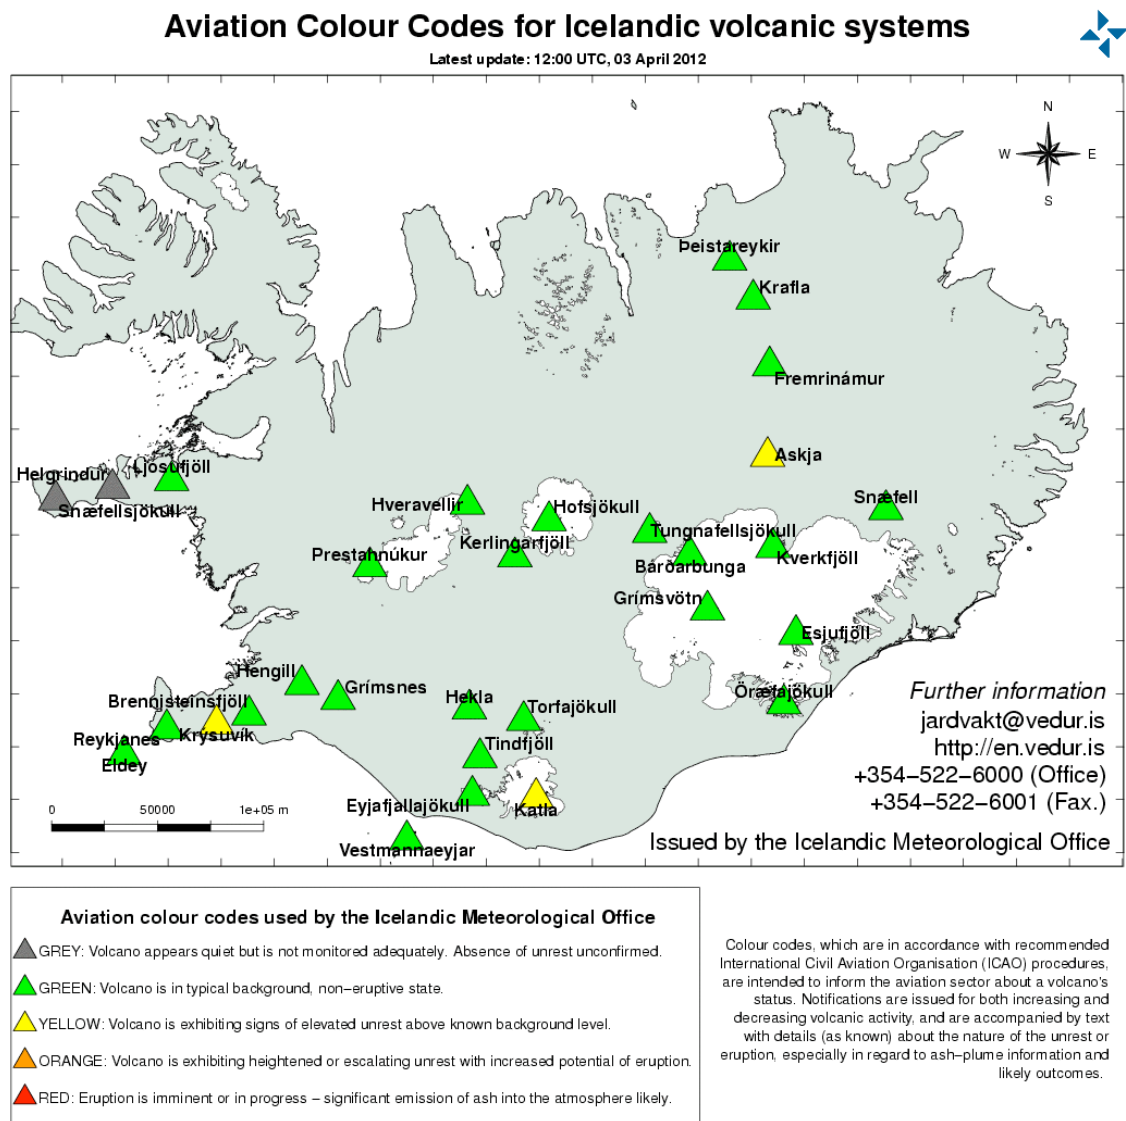 Aviation Colour Codes for Icelandic volcanic systems
Latest update: 12:00 UTC, 03 April 2012
N
W
E
S
Þeistareykir
Krafla
Fremrinámur
Askja
Helgrindur
Ljósufjöll
Snæfellsjökull
Hveravellir
Hofsjökull
Snæfell
Prestahnúkur
Kerlingarfjöll
Tungnafellsjökull
Bárðarbunga
Kverkfjöll
Grímsvötn
Esjufjöll
Hengill
Grímsnes
Brennisteinsfjöll
Hekla
Torfajökull
Öræfajökull
Reykjanes
Krýsuvík
Eldey
Tindfjöll
Eyjafjallajökull
Katla
Vestmannaeyjar
0
50000
1e+05 m
Further information
jardvakt@vedur.is
http://en.vedur.is
+354−522−6000 (Office)
+354−522−6001 (Fax.)
Issued by the Icelandic Meteorological Office
Aviation colour codes used by the Icelandic Meteorological Office
GREY: Volcano appears quiet but is not monitored adequately. Absence of unrest unconfirmed.
GREEN: Volcano is in typical background, non−eruptive state.
YELLOW: Volcano is exhibiting signs of elevated unrest above known background level.
ORANGE: Volcano is exhibiting heightened or escalating unrest with increased potential of eruption.
RED: Eruption is imminent or in progress − significant emission of ash into the atmosphere likely.
Colour codes, which are in accordance with recommended
International Civil Aviation Organisation (ICAO) procedures,
are intended to inform the aviation sector about a volcano's
status. Notifications are issued for both increasing and
decreasing volcanic activity, and are accompanied by text
with details (as known) about the nature of the unrest or
eruption, especially in regard to ash−plume information and
likely outcomes.